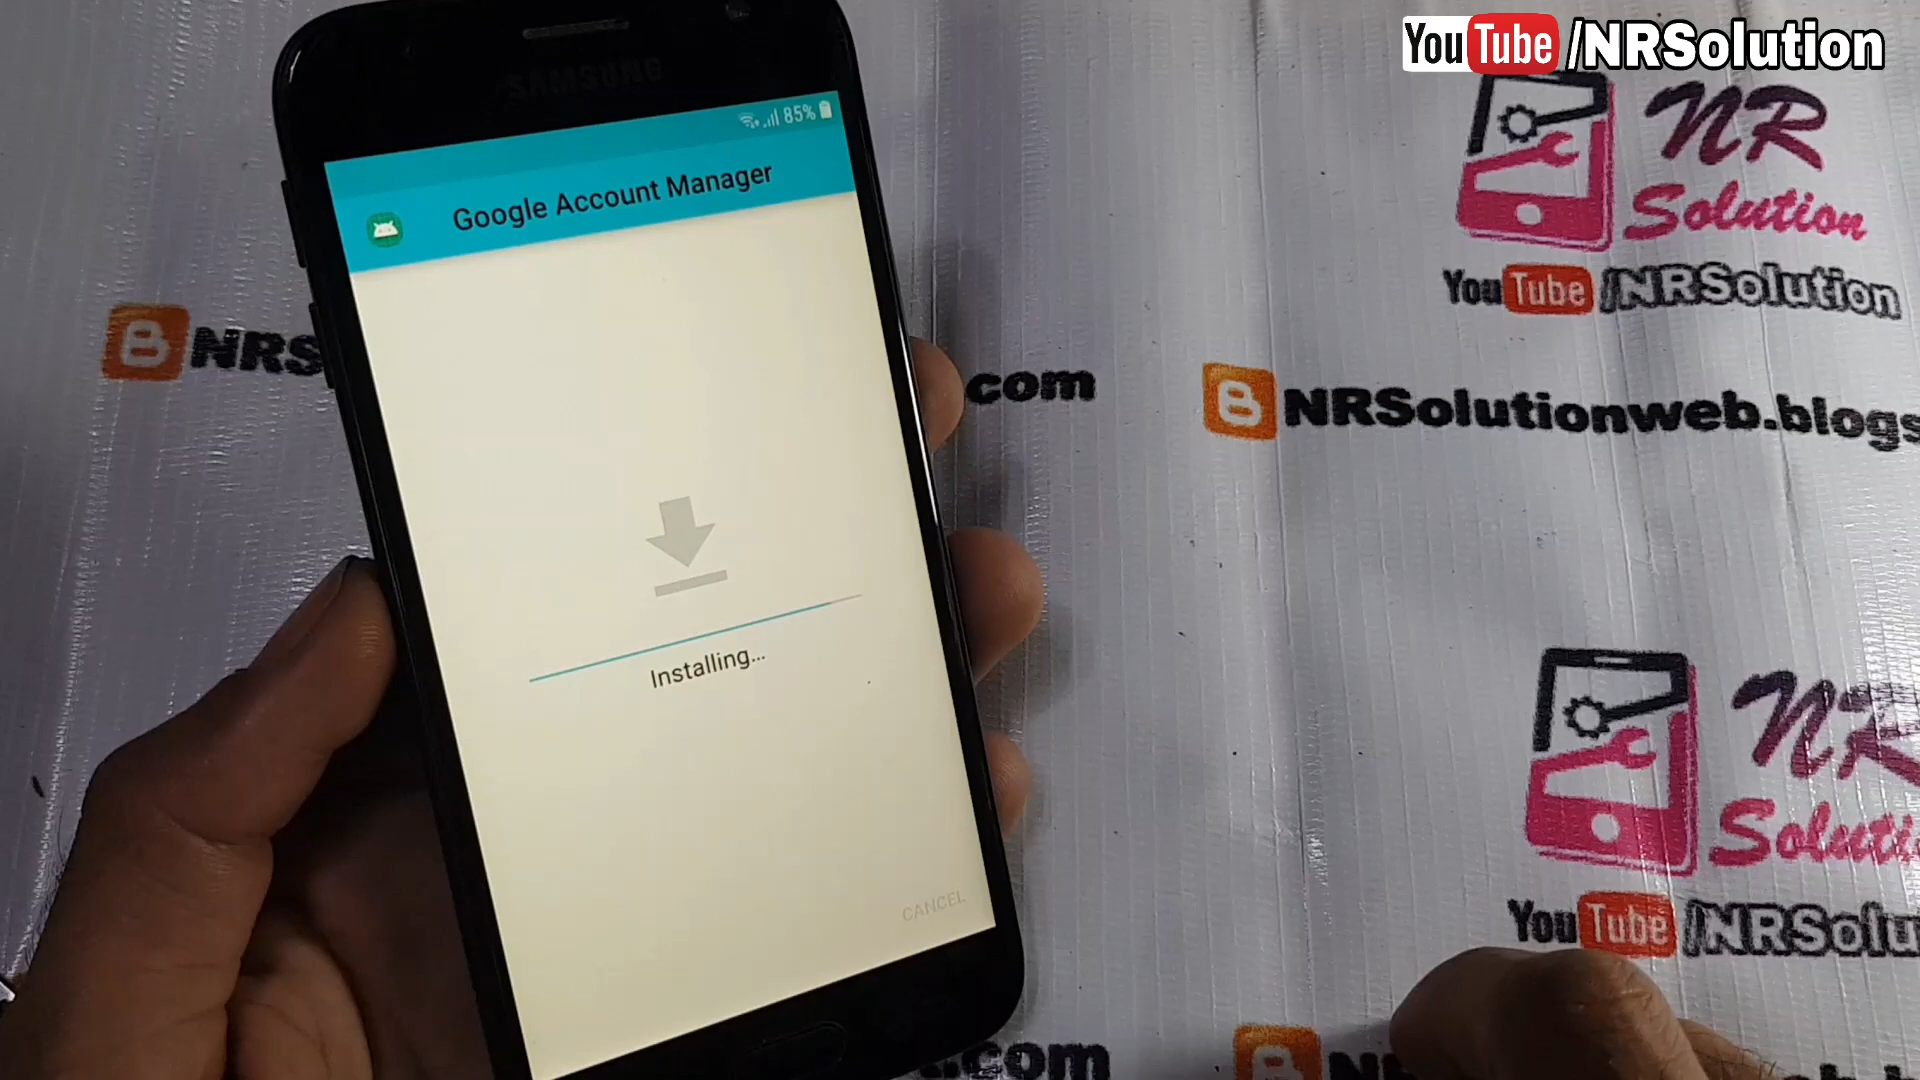 YouTube /NRSolution
SAMSUNG
85%
Google Account Manager
NR
Solution
YouTube /NRSolution
B NRS
.com
B NRSolutionweb.blogs
Installing...
NR
Soluti
CANCEL
YouTube /NRSolu
.com
B